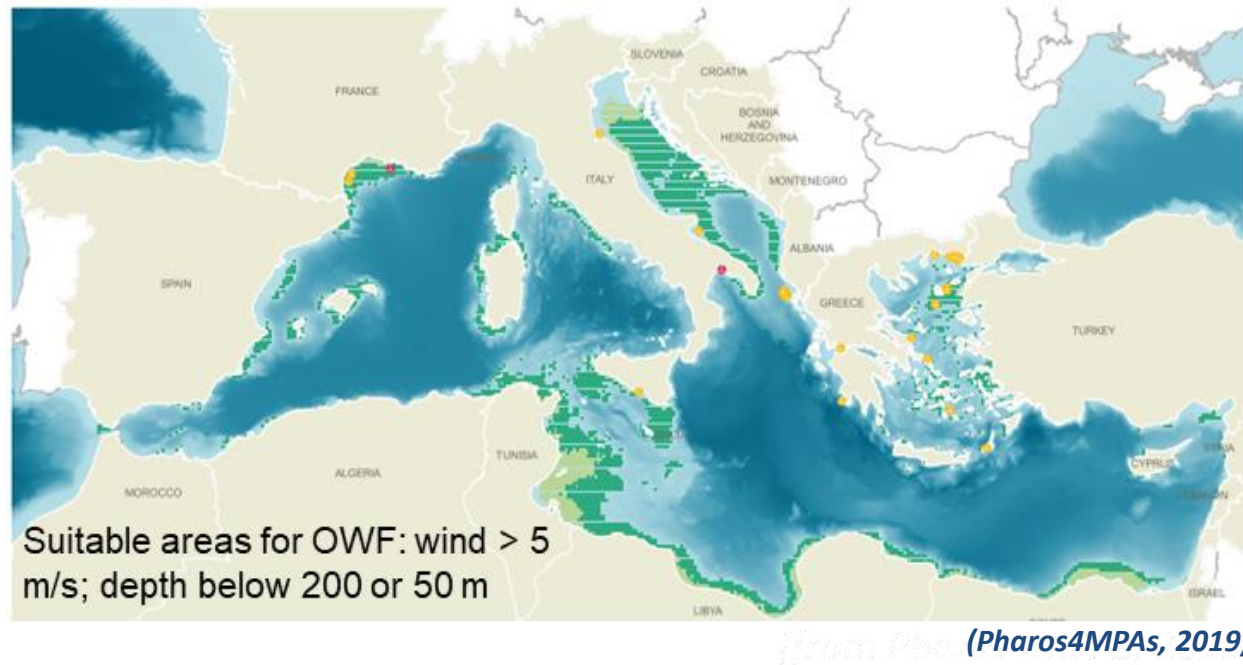 SLOVENIA
CROATIA
FRANCE
BOSNIA
AND
HERZEGOVINA
ITALY
MONTENEGRO
ALBANIA
SPAIN
GREECE
TURKEY
TUNISIA
CYPRUS
ALGERIA
MOROCCO
LEBANON
Suitable areas for OWF: wind > 5
m/s; depth below 200 or 50 m
ISRAEL
LIBYA
(Pharos4MPAs, 2019)